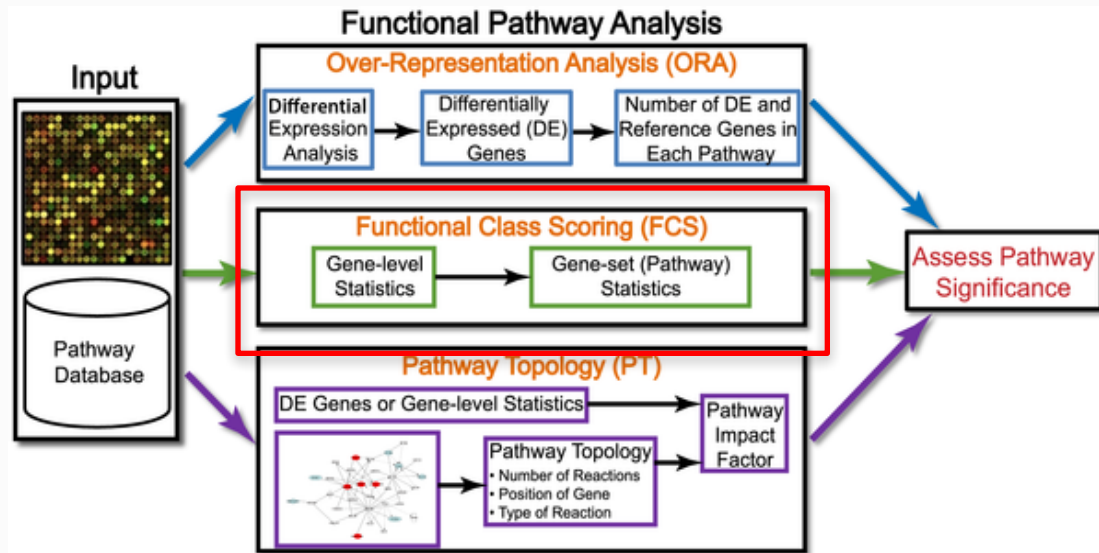 Functional Pathway Analysis
Input
Pathway
Database
Over-Representation Analysis (ORA)
Differential
Expression
Analysis
Differentially
Expressed (DE)
Genes
Number of DE and
Reference Genes in
Each Pathway
Functional Class Scoring (FCS)
Gene-level
Statistics
Gene-set (Pathway)
Statistics
Pathway Topology (PT)
DE Genes or Gene-level Statistics
Pathway Topology
• Number of Reactions
• Position of Gene
• Type of Reaction
Pathway
Impact
Factor
Assess Pathway
Significance